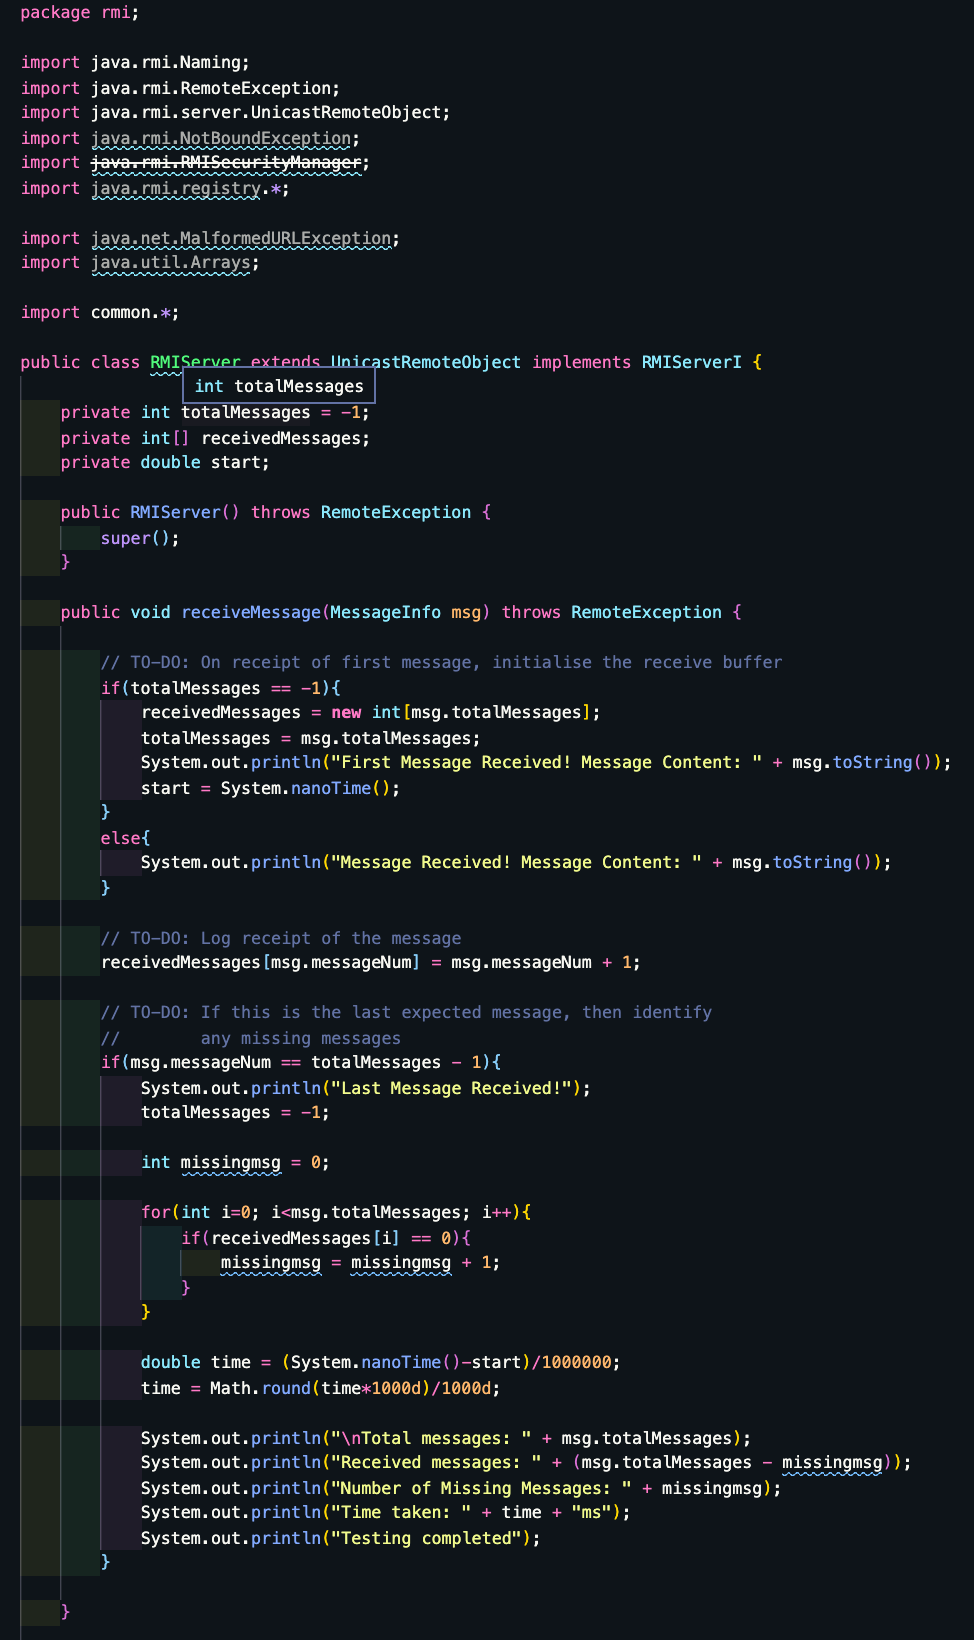 package rmi;

import java.rmi.Naming;
import java.rmi.RemoteException;
import java.rmi.server.UnicastRemoteObject;
import java.rmi.NotBoundException;
import java.rmi.RMISecurityManager;
import java.rmi.registry.*;

import java.net.MalformedURLException;
import java.util.Arrays;

import common.*;

public class RMIServer extends UnicastRemoteObject implements RMIServerI {
int totalMessages
    private int totalMessages = -1;
    private int[] receivedMessages;
    private double start;

    public RMIServer() throws RemoteException {
        super();
    }

    public void receiveMessage(MessageInfo msg) throws RemoteException {

        // TO-DO: On receipt of first message, initialise the receive buffer
        if(totalMessages == -1){
            receivedMessages = new int[msg.totalMessages];
            totalMessages = msg.totalMessages;
            System.out.println("First Message Received! Message Content: " + msg.toString());
            start = System.nanoTime();
        }
        else{
            System.out.println("Message Received! Message Content: " + msg.toString());
        }

        // TO-DO: Log receipt of the message
        receivedMessages[msg.messageNum] = msg.messageNum + 1;

        // TO-DO: If this is the last expected message, then identify
        //        any missing messages
        if(msg.messageNum == totalMessages - 1){
            System.out.println("Last Message Received!");
            totalMessages = -1;

            int missingmsg = 0;

            for(int i=0; i<msg.totalMessages; i++){
                if(receivedMessages[i] == 0){
                    missingmsg = missingmsg + 1;
                }
            }

            double time = (System.nanoTime()-start)/1000000;
            time = Math.round(time*1000d)/1000d;

            System.out.println("\nTotal messages: " + msg.totalMessages);
            System.out.println("Received messages: " + (msg.totalMessages - missingmsg));
            System.out.println("Number of Missing Messages: " + missingmsg);
            System.out.println("Time taken: " + time + "ms");
            System.out.println("Testing completed");
        }

    }